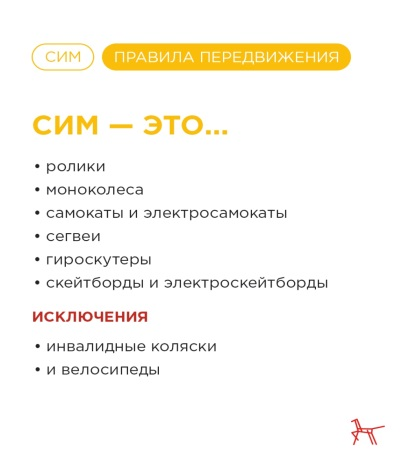 СИМ ПРАВИЛА ПЕРЕДВИЖЕНИЯ
СИМ — ЭТО...
• ролики
• моноколеса
• самокаты и электросамокаты
• сегвеи
• гироскутеры
• скейтборды и электроскейтборды
ИСКЛЮЧЕНИЯ
• инвалидные коляски
• и велосипеды